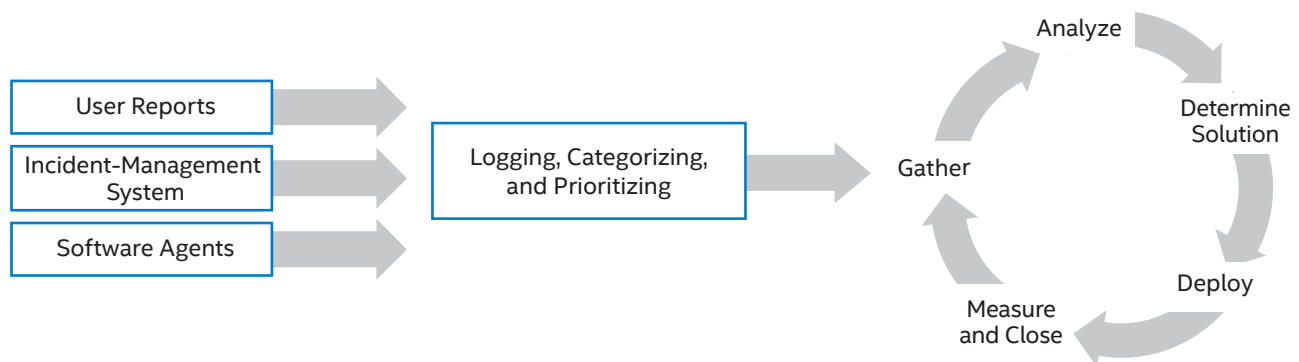 User Reports
Incident-Management
System
Software Agents
Logging, Categorizing,
and Prioritizing
Gather
Analyze
Determine
Solution
Deploy
Measure
and Close